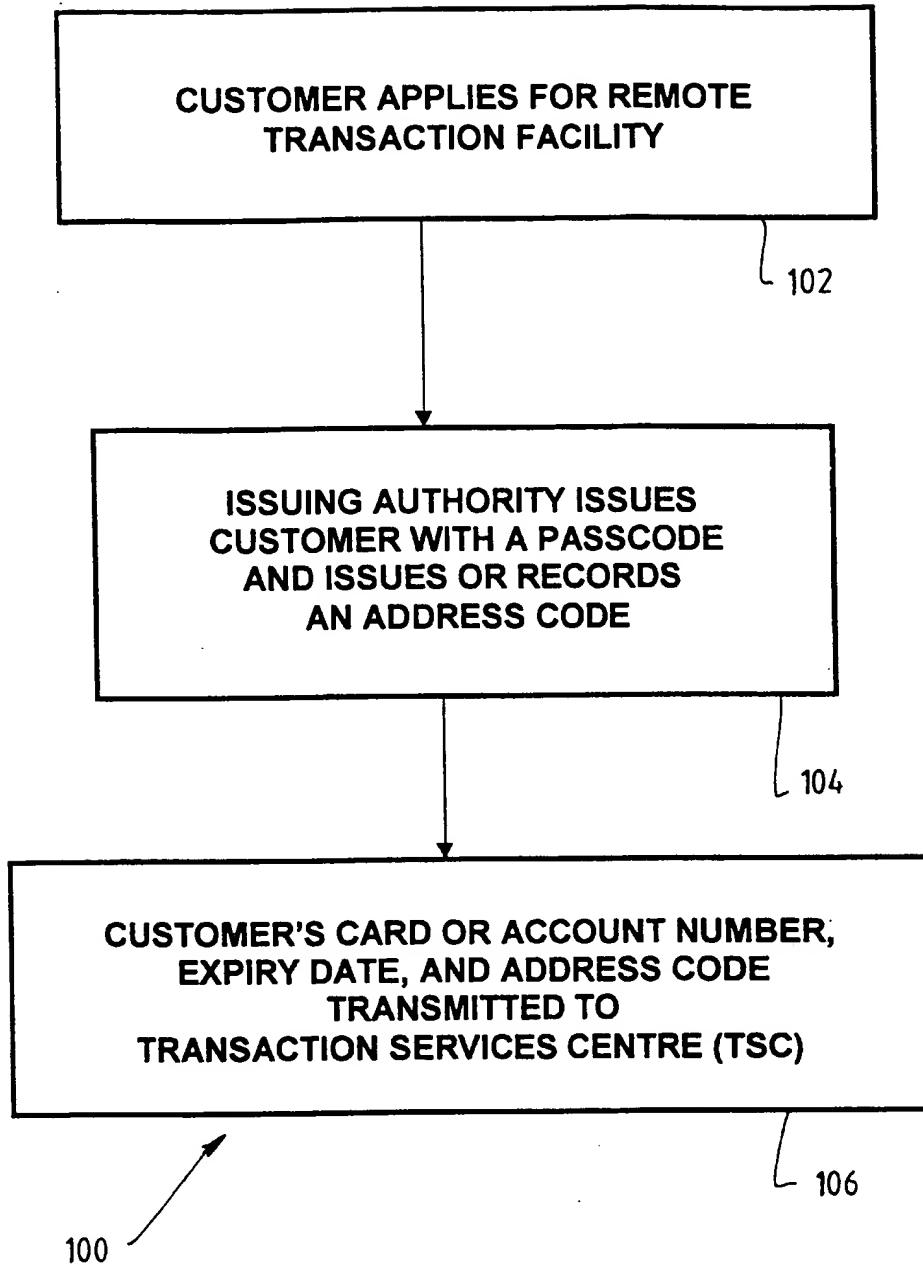 CUSTOMER APPLIES FOR REMOTE
TRANSACTION FACILITY
102
ISSUING AUTHORITY ISSUES
CUSTOMER WITH A PASSCODE
AND ISSUES OR RECORDS
AN ADDRESS CODE
104
CUSTOMER'S CARD OR ACCOUNT NUMBER,
EXPIRY DATE, AND ADDRESS CODE
TRANSMITTED TO
TRANSACTION SERVICES CENTRE (TSC)
106
100